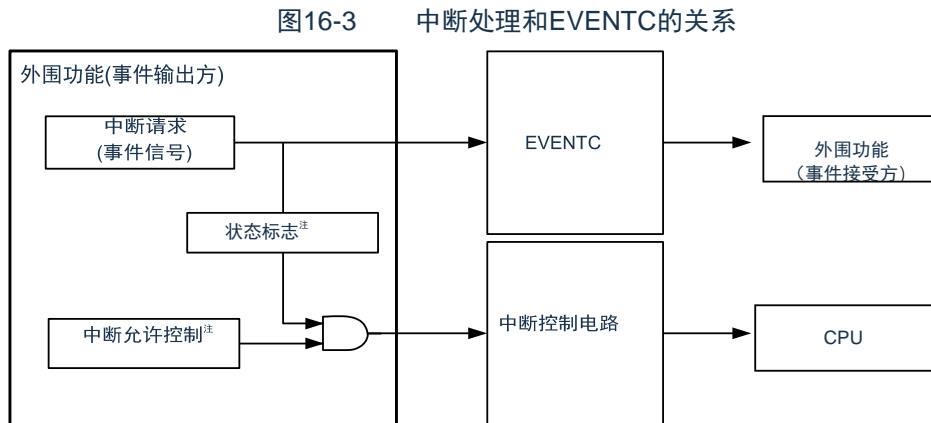 图16-3 中断处理和EVENTC的关系
外围功能(事件输出方)
中断请求
(事件信号)
EVENTC
外围功能
（事件接受方）
状态标志注
中断允许控制注
中断控制电路
CPU